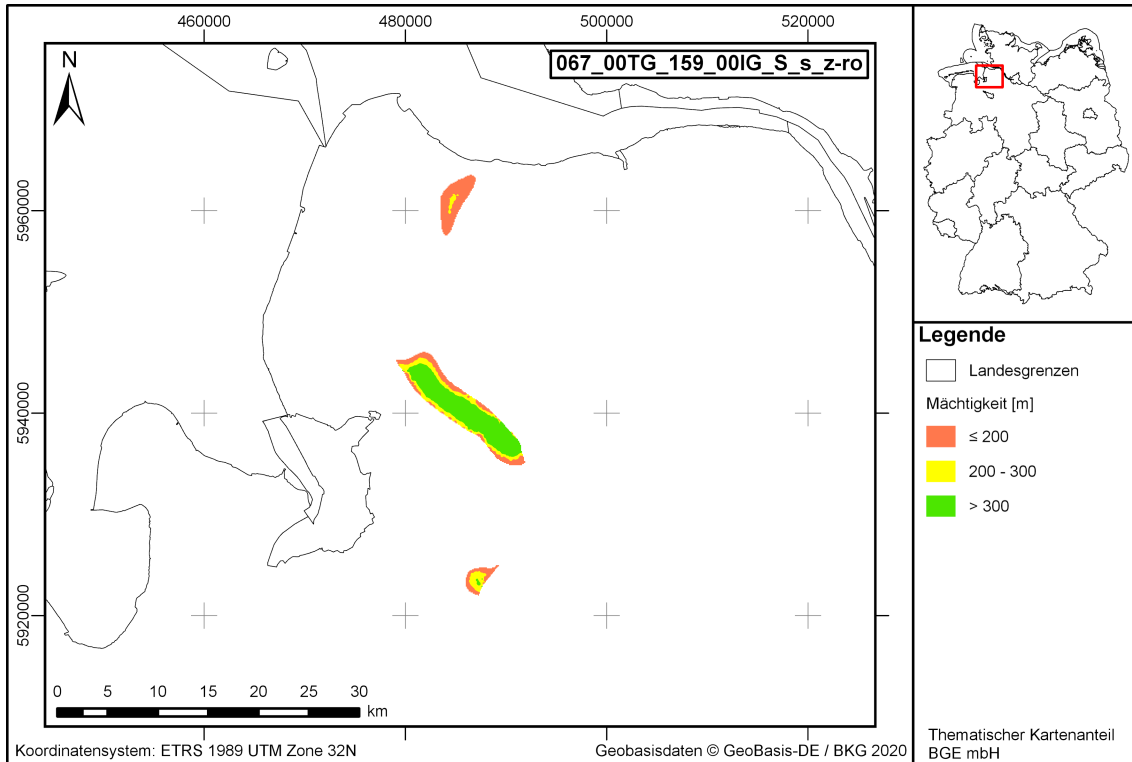 460000
480000
500000
520000
N
067_00TG_159_00IG_S_s_z-ro
5960000
5940000
5920000
0 5 10 15 20 25 30
km
Koordinatensystem: ETRS 1989 UTM Zone 32N
Geobasisdaten © GeoBasis-DE / BKG 2020
Legende
Landesgrenzen
Mächtigkeit [m]
≤ 200
200 - 300
> 300
Thematischer Kartenanteil
BGE mbH